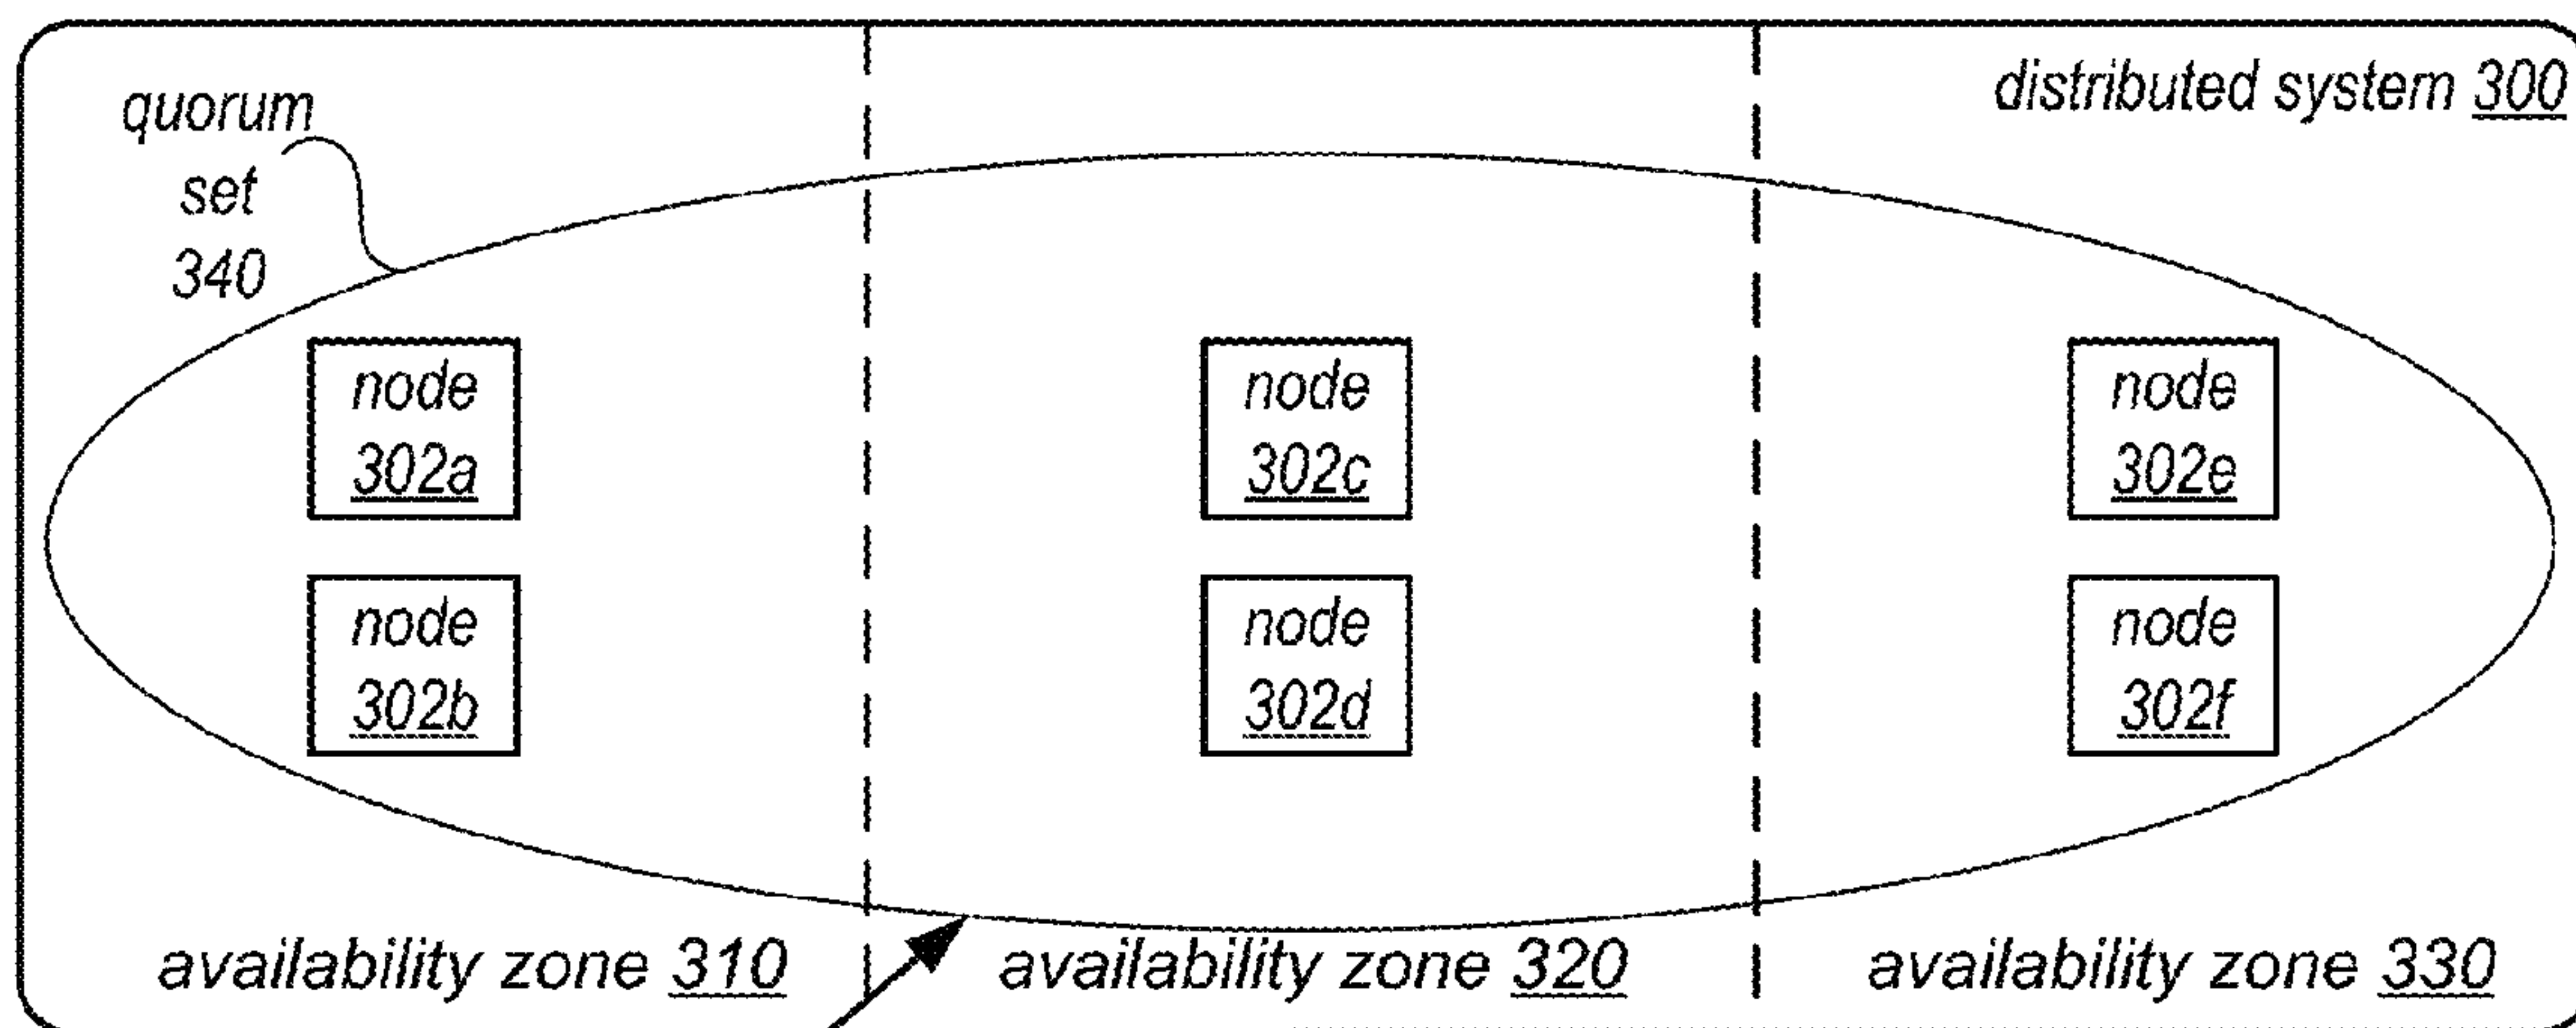 distributed system 300
quorum
set
340
node
302a
node
302c
node
302e
node
302b
node
302d
node
302f
availability zone 310
availability zone 320
availability zone 330